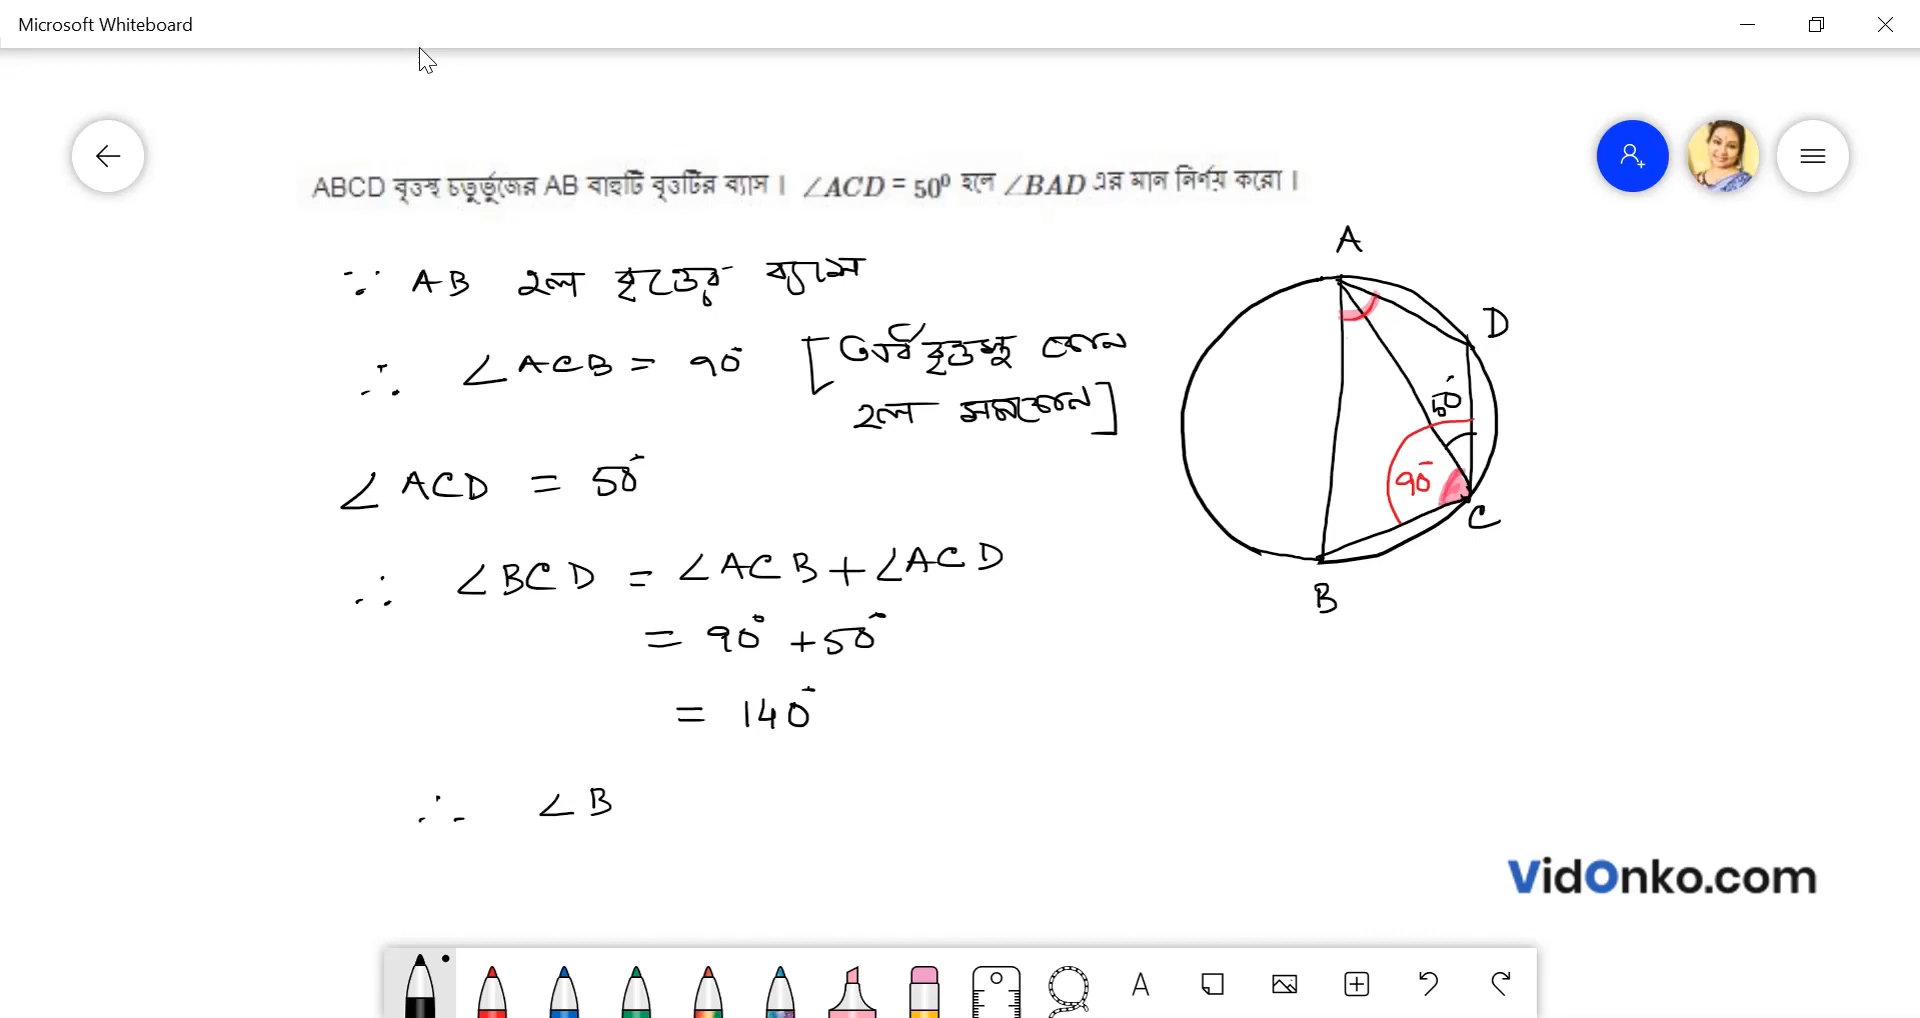 Microsoft Whiteboard
ABCD বৃত্তস্থ চতুর্ভুজের AB বাহুটি বৃত্তটির ব্যাস। ∠ACD = 50⁰ হলে ∠BAD এর মান নির্ণয় করো।
∵ AB হল বৃত্তের ব্যাস
∴ ∠ACB = 90° [অর্ধবৃত্তস্থ কোন
হল সমকোন]
∠ACD = 50°
∴ ∠BCD = ∠ACB + ∠ACD
= 90° + 50°
= 140°
∴ ∠B
A
D
50°
90°
C
B
VidOnko.com
A